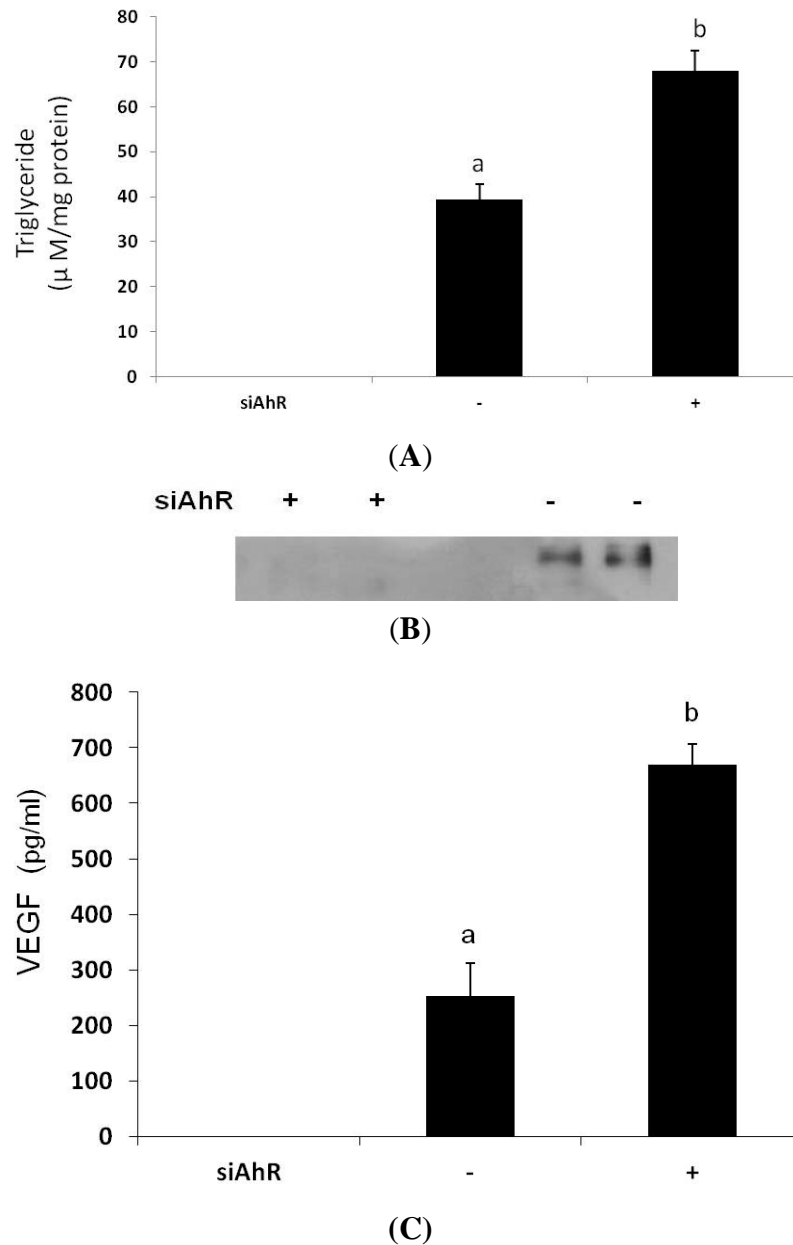 80
b
70
60
50
a
40
30
20
10
0
Triglyceride
(μ M/mg protein)
siAhR - +
(A)
siAhR + + - -
(B)
800
b
700
600
500
400
a
300
200
100
0
VEGF (pg/ml)
siAhR - +
(C)